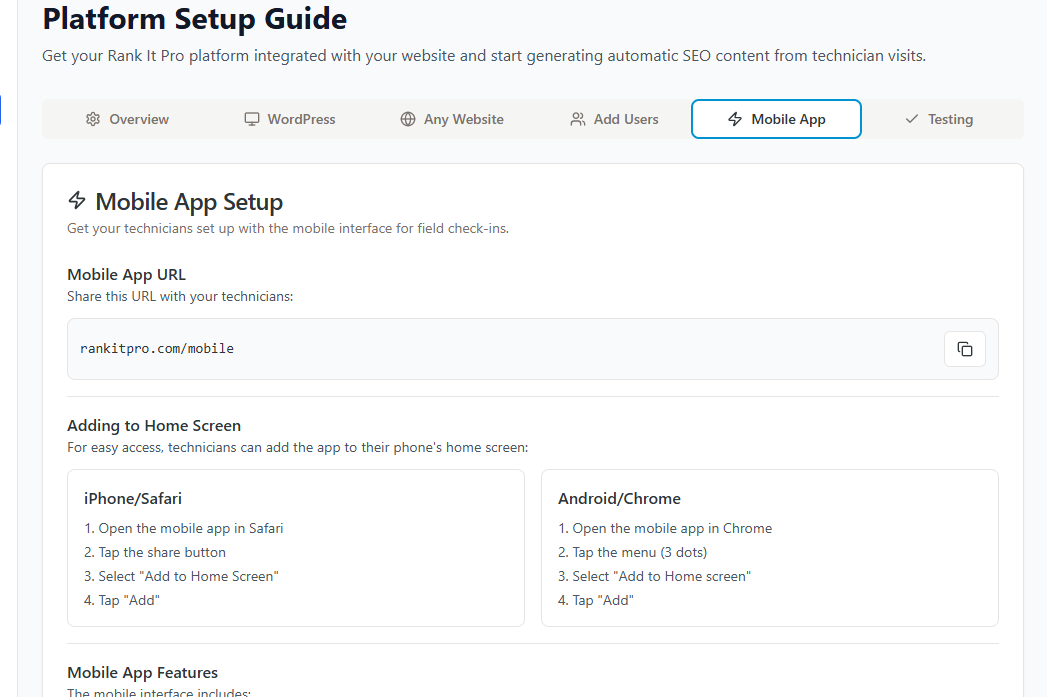 Platform Setup Guide
Get your Rank It Pro platform integrated with your website and start generating automatic SEO content from technician visits.
Overview
WordPress
Any Website
Add Users
Mobile App
Testing
Mobile App Setup
Get your technicians set up with the mobile interface for field check-ins.
Mobile App URL
Share this URL with your technicians:
rankitpro.com/mobile
Adding to Home Screen
For easy access, technicians can add the app to their phone's home screen:
iPhone/Safari
1. Open the mobile app in Safari
2. Tap the share button
3. Select "Add to Home Screen"
4. Tap "Add"
Android/Chrome
1. Open the mobile app in Chrome
2. Tap the menu (3 dots)
3. Select "Add to Home screen"
4. Tap "Add"
Mobile App Features
The mobile interface includes: